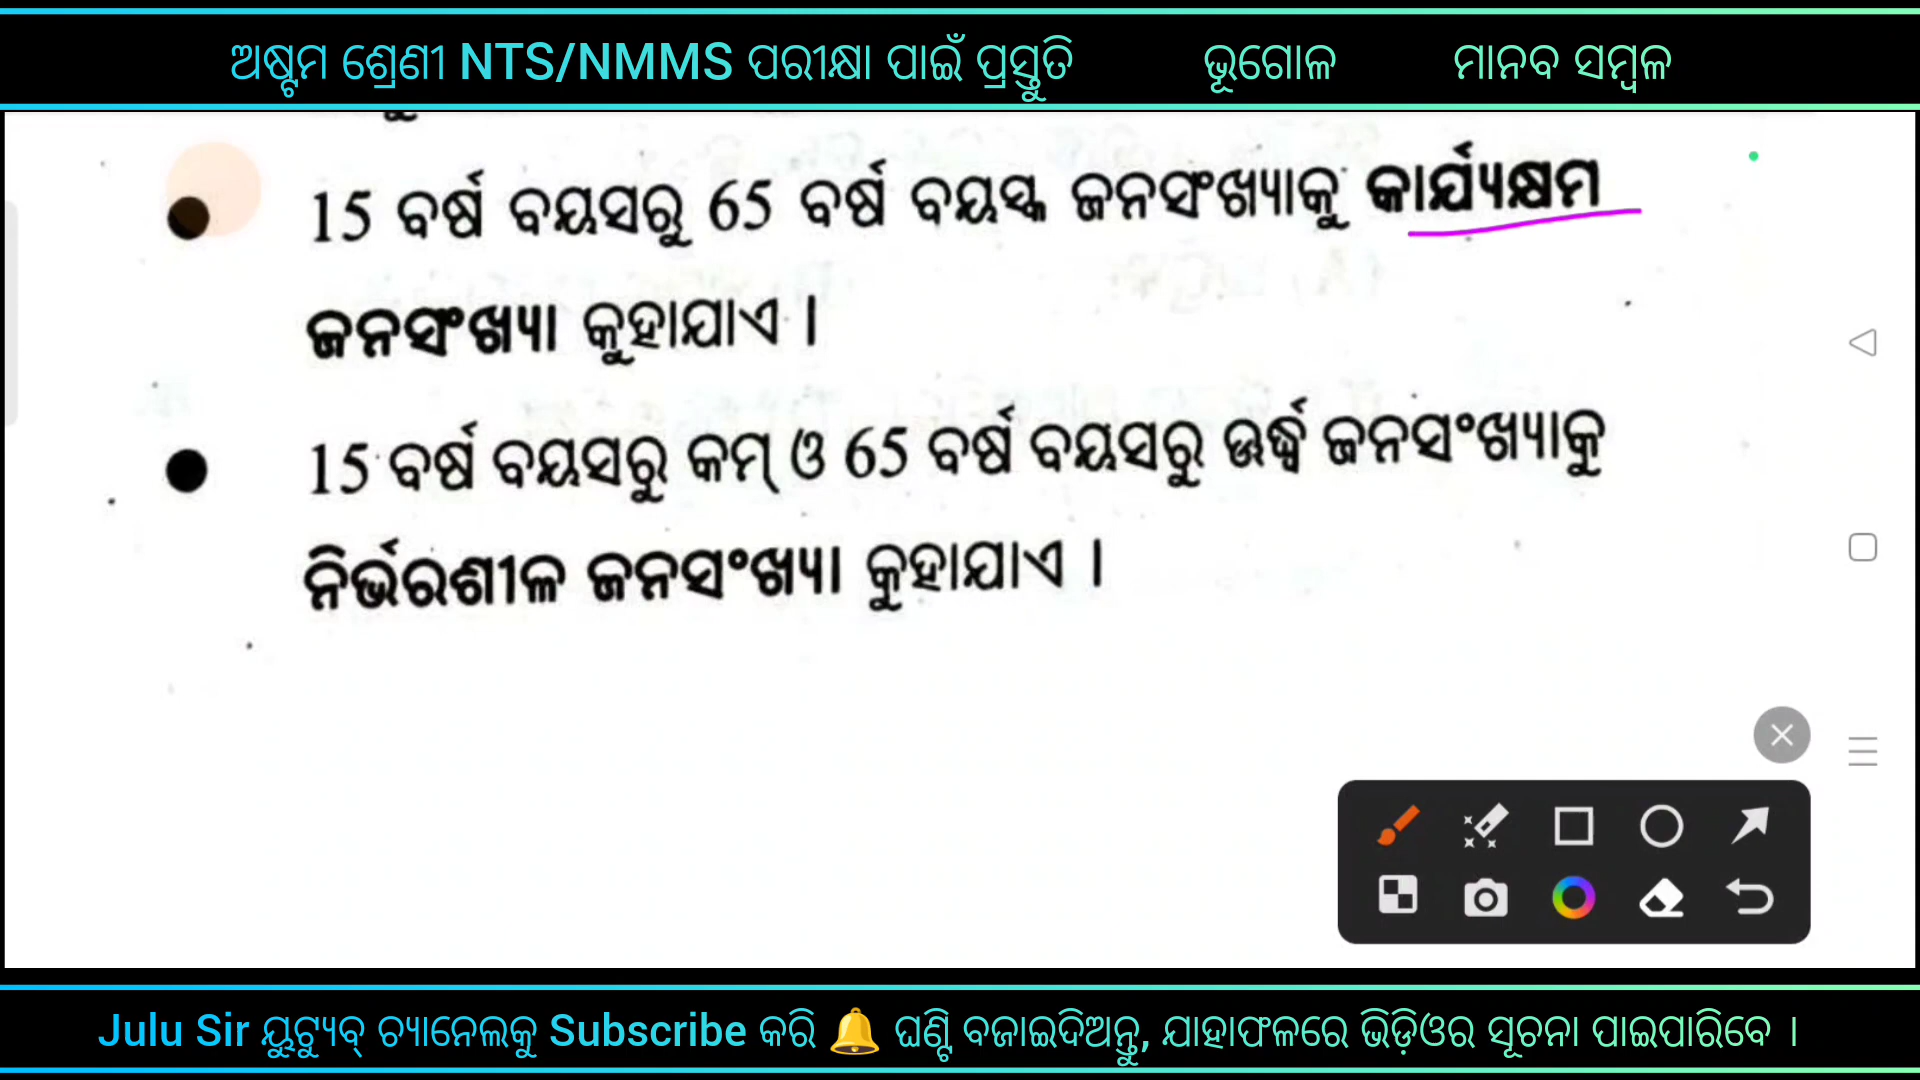 ଅଷ୍ଟମ ଶ୍ରେଣୀ NTS/NMMS ପରୀକ୍ଷା ପାଇଁ ପ୍ରସ୍ତୁତି ଭୂଗୋଳ ମାନବ ସମ୍ବଳ
15 ବର୍ଷ ବୟସରୁ 65 ବର୍ଷ ବୟସ୍କ ଜନସଂଖ୍ୟାକୁ କାର୍ଯ୍ୟକ୍ଷମ
ଜନସଂଖ୍ୟା କୁହାଯାଏ ।
15 ବର୍ଷ ବୟସରୁ କମ୍ ଓ 65 ବର୍ଷ ବୟସରୁ ଊର୍ଦ୍ଧ୍ଵ ଜନସଂଖ୍ୟାକୁ
ନିର୍ଭରଶୀଳ ଜନସଂଖ୍ୟା କୁହାଯାଏ ।
Julu Sir ୟୁଟ୍ୟୁବ୍ ଚ୍ୟାନେଲକୁ Subscribe କରି 🔔 ଘଣ୍ଟି ବଜାଇଦିଅନ୍ତୁ, ଯାହାଫଳରେ ଭିଡ଼ିଓର ସୂଚନା ପାଇପାରିବେ ।